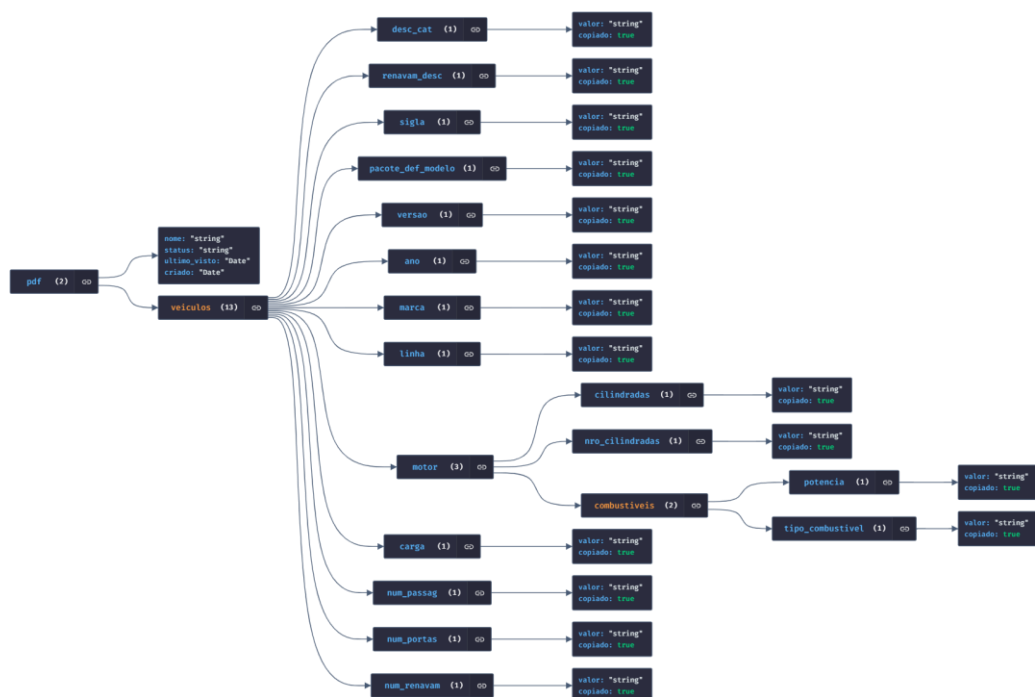 desc_cat (1)
valor: "string"
copiado: true
renavam_desc (1)
valor: "string"
copiado: true
sigla (1)
valor: "string"
copiado: true
pacote_def_modelo (1)
valor: "string"
copiado: true
versao (1)
valor: "string"
copiado: true
nome: "string"
status: "string"
ultimo_visto: "Date"
criado: "Date"
ano (1)
valor: "string"
copiado: true
pdf (2)
veiculos (13)
marca (1)
valor: "string"
copiado: true
linha (1)
valor: "string"
copiado: true
cilindradas (1)
valor: "string"
copiado: true
nro_cilindradas (1)
valor: "string"
copiado: true
motor (3)
potencia (1)
valor: "string"
copiado: true
combustiveis (2)
tipo_combustivel (1)
valor: "string"
copiado: true
carga (1)
valor: "string"
copiado: true
num_passag (1)
valor: "string"
copiado: true
num_portas (1)
valor: "string"
copiado: true
num_renavam (1)
valor: "string"
copiado: true